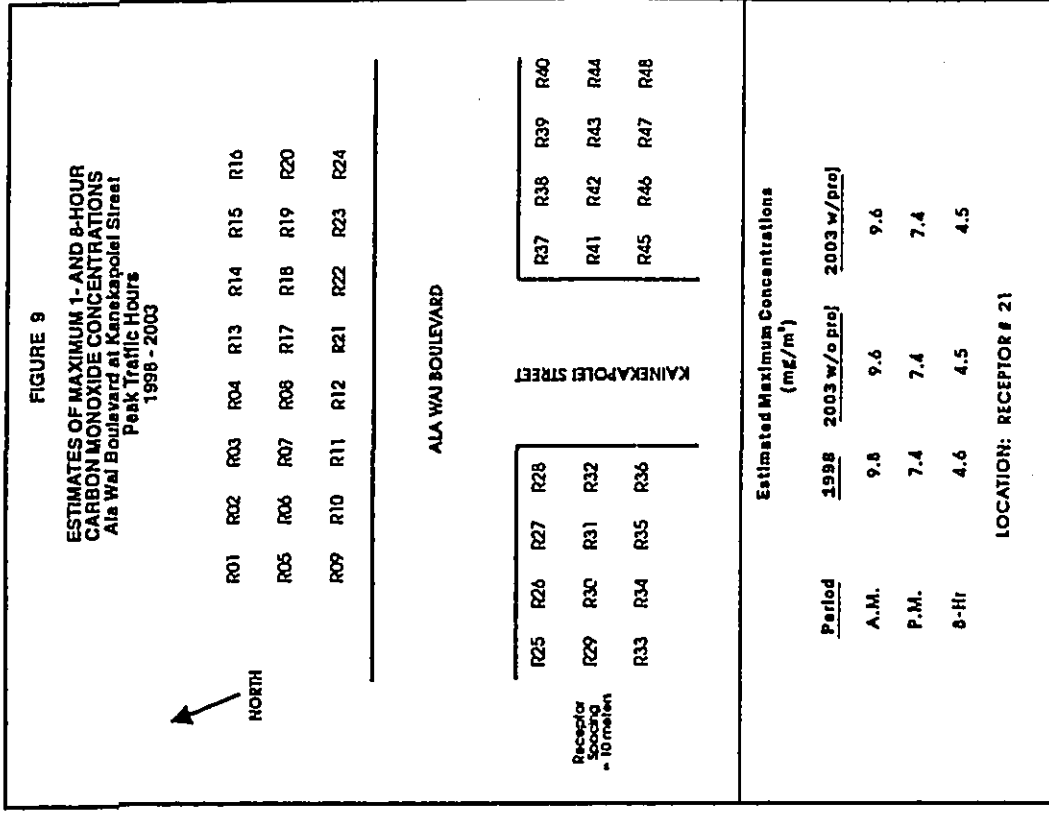 FIGURE 9
ESTIMATES OF MAXIMUM 1- AND 8-HOUR
CARBON MONOXIDE CONCENTRATIONS
Ala Wai Boulevard at Kanekapolei Street
Peak Traffic Hours
1998 - 2003
NORTH
R01 R02 R03 R04 R13 R14 R15 R16
R05 R06 R07 R08 R17 R18 R19 R20
R09 R10 R11 R12 R21 R22 R23 R24
ALA WAI BOULEVARD
Receptor
Spacing
= 10 meters
R25 R26 R27 R28
R29 R30 R31 R32
R33 R34 R35 R36
KAINEKAPOLEI STREET
R37 R38 R39 R40
R41 R42 R43 R44
R45 R46 R47 R48
Estimated Maximum Concentrations
(mg/m³)
Period 1998 2003 w/o proj 2003 w/proj
A.M. 9.8 9.6 9.6
P.M. 7.4 7.4 7.4
8-Hr 4.6 4.5 4.5
LOCATION: RECEPTOR # 21